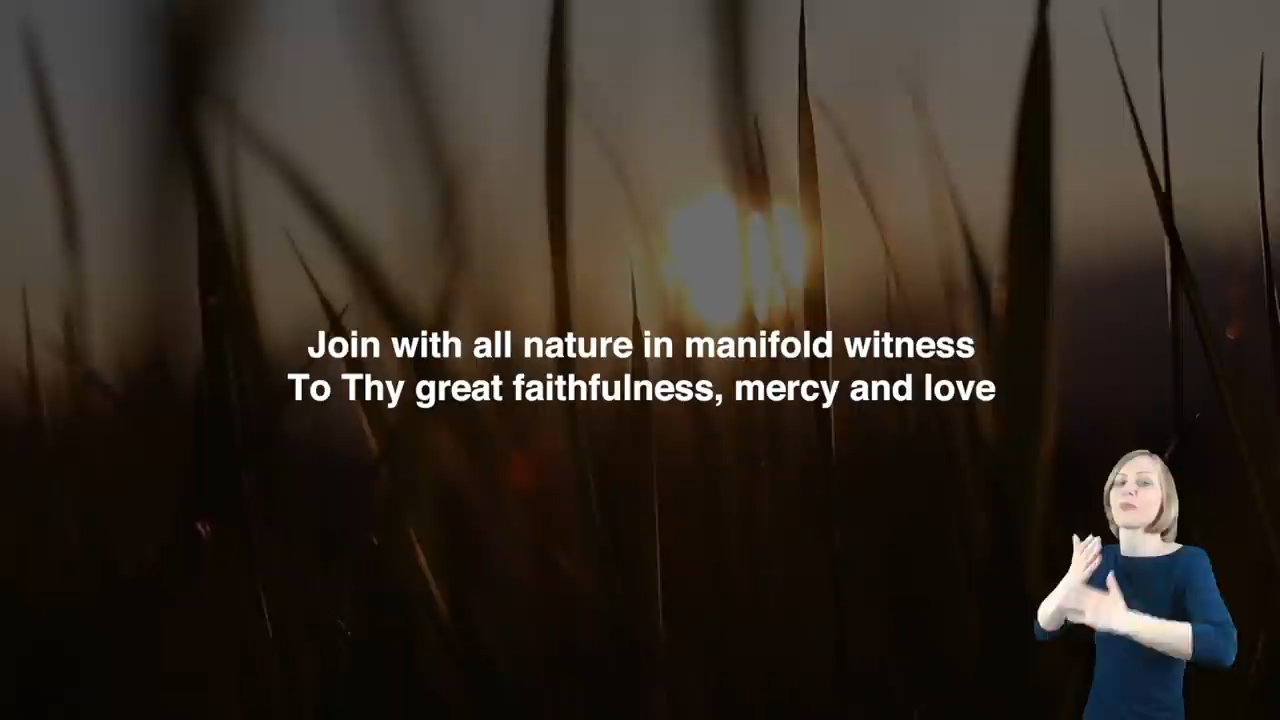 Join with all nature in manifold witness
To Thy great faithfulness, mercy and love